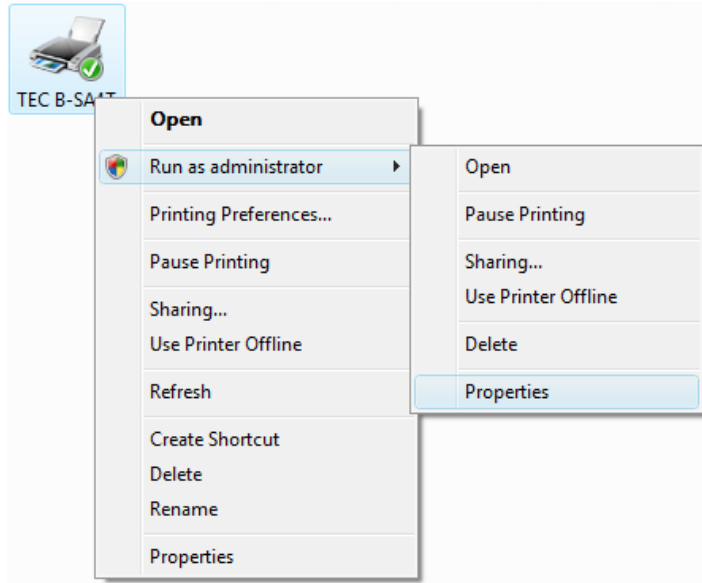 TEC B-SA4T
Open
Run as administrator
Printing Preferences...
Pause Printing
Sharing...
Use Printer Offline
Refresh
Create Shortcut
Delete
Rename
Properties
Open
Pause Printing
Sharing...
Use Printer Offline
Delete
Properties